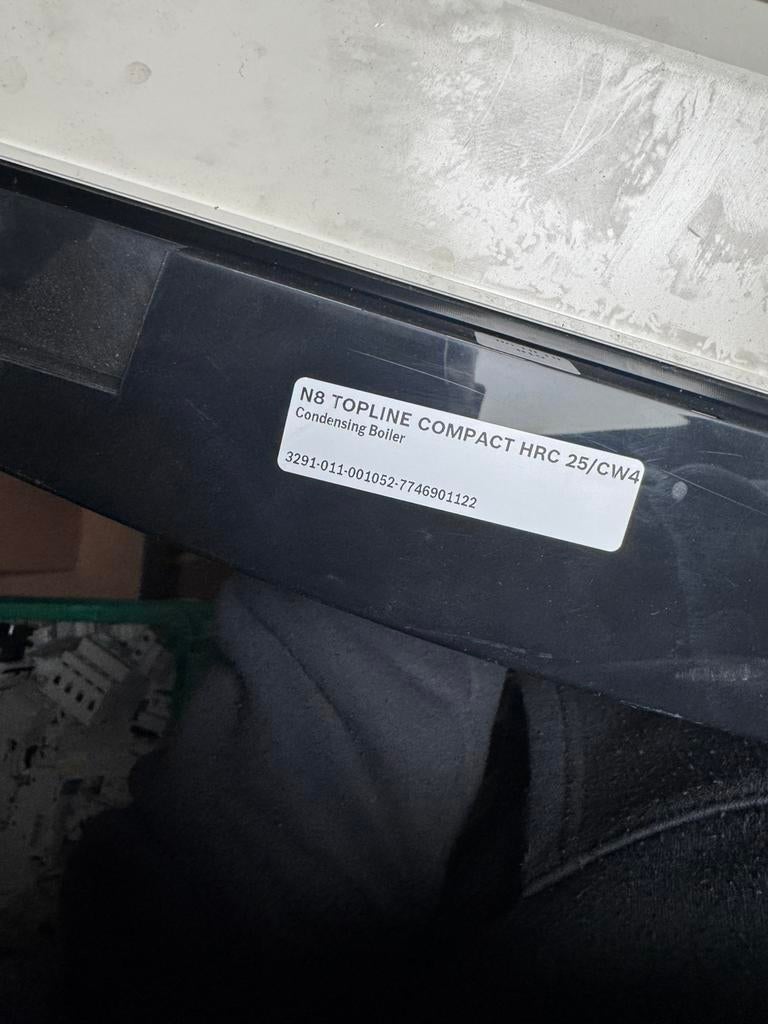 N8 TOPLINE COMPACT HRC 25/CW4
Condensing Boiler
3291-011-001052-7746901122